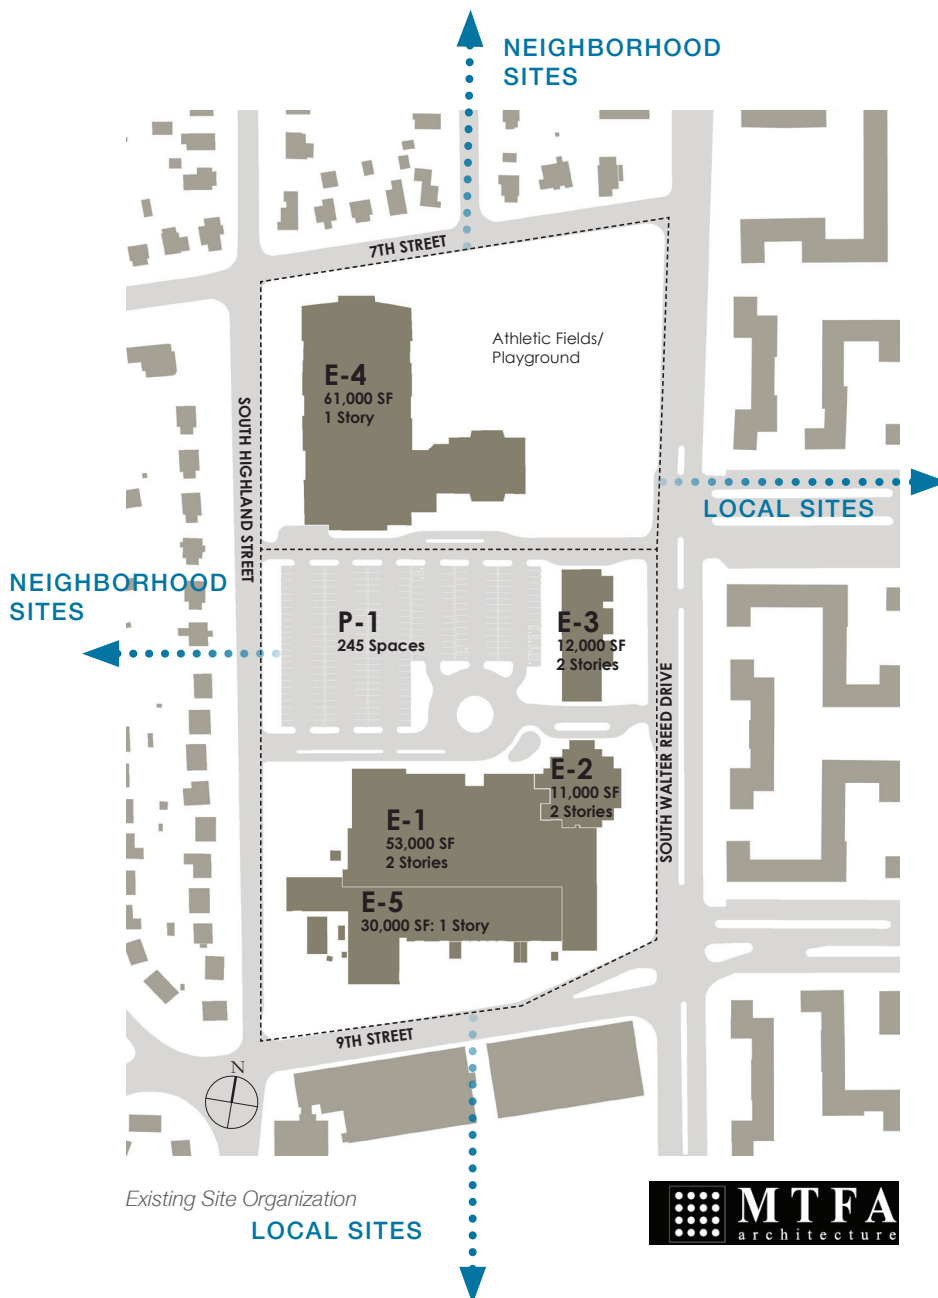 NEIGHBORHOOD
SITES
7TH STREET
Athletic Fields/
Playground
E-4
61,000 SF
1 Story
SOUTH HIGHLAND STREET
LOCAL SITES
NEIGHBORHOOD
SITES
P-1
245 Spaces
E-3
12,000 SF
2 Stories
SOUTH WALTER REED DRIVE
E-2
11,000 SF
2 Stories
E-1
53,000 SF
2 Stories
E-5
30,000 SF: 1 Story
9TH STREET
N
Existing Site Organization
LOCAL SITES
MTFA
architecture